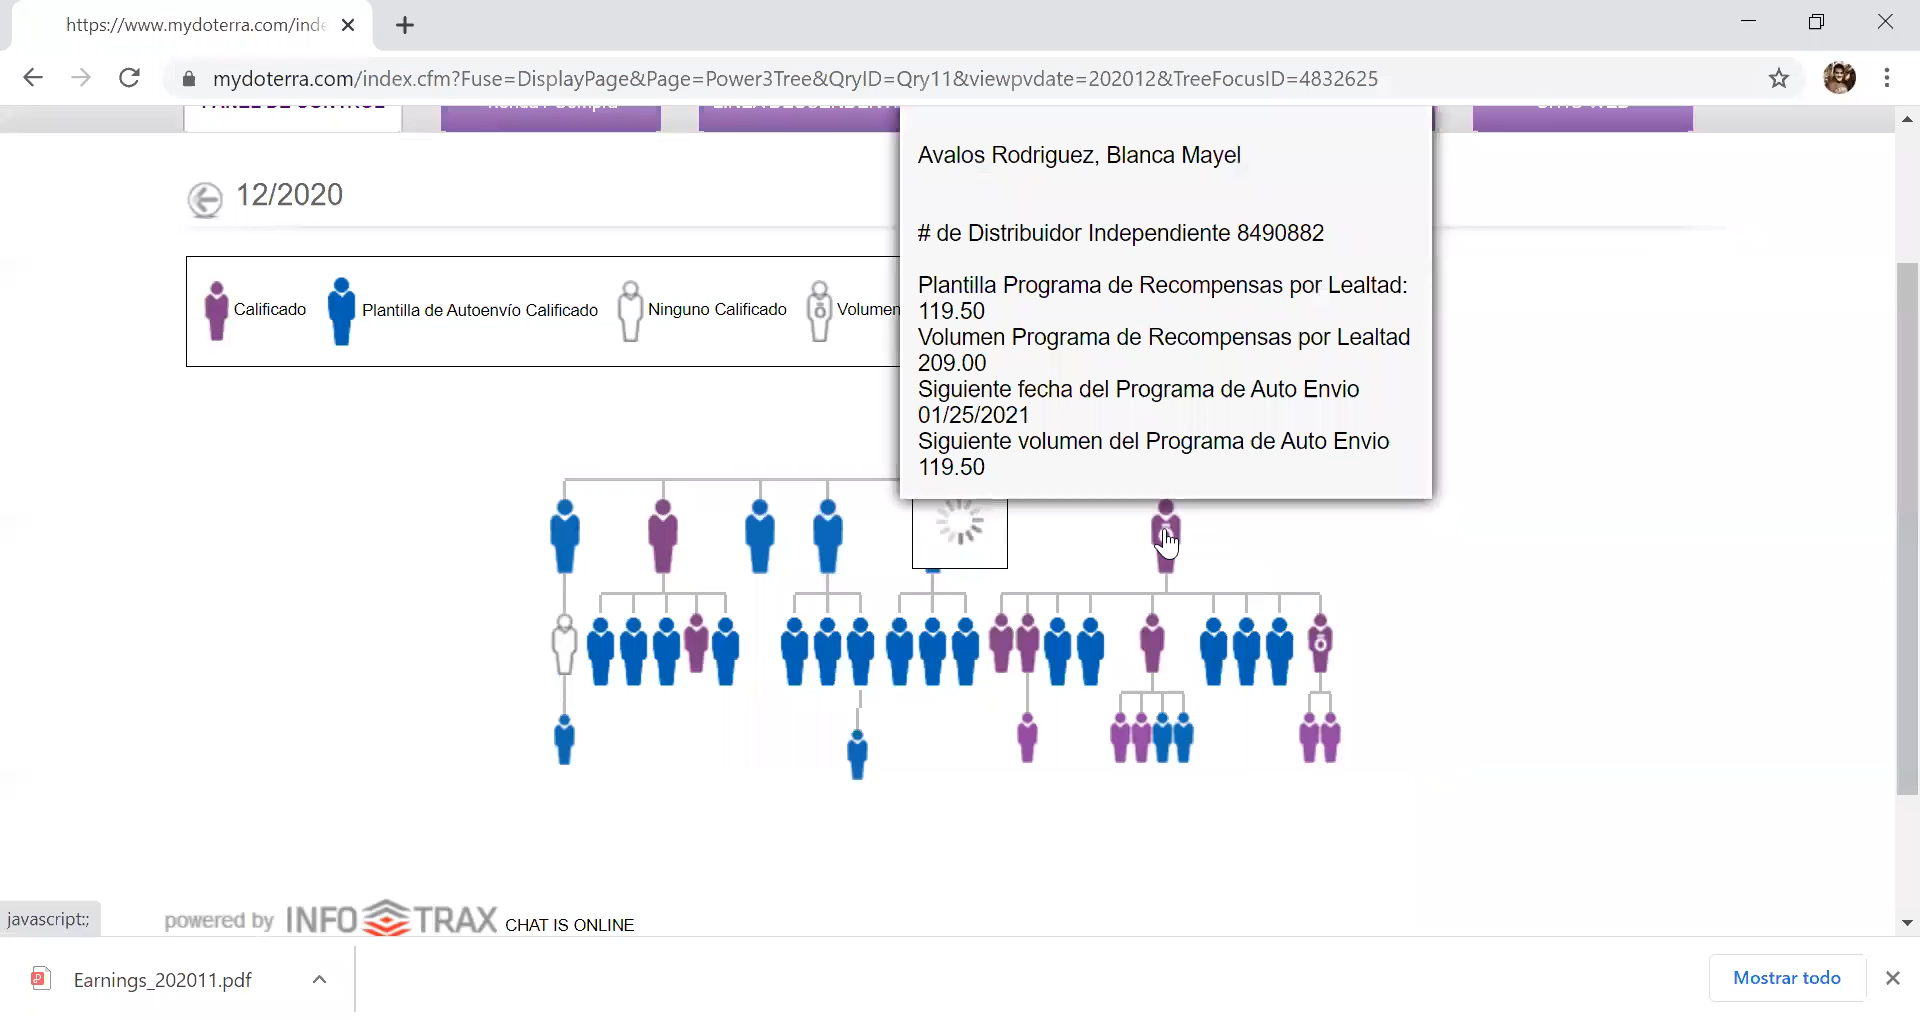 https://www.mydoterra.com/inde
mydoterra.com/index.cfm?Fuse=DisplayPage&Page=Power3Tree&QryID=Qry11&viewpvdate=202012&TreeFocusID=4832625
PANEL DE CONTROL
12/2020
Calificado
Plantilla de Autoenvío Calificado
Ninguno Calificado
Volumen
Avalos Rodriguez, Blanca Mayel
# de Distribuidor Independiente 8490882
Plantilla Programa de Recompensas por Lealtad:
119.50
Volumen Programa de Recompensas por Lealtad
209.00
Siguiente fecha del Programa de Auto Envio
01/25/2021
Siguiente volumen del Programa de Auto Envio
119.50
javascript:;
powered by INFOTRAX CHAT IS ONLINE
Earnings_202011.pdf
Mostrar todo